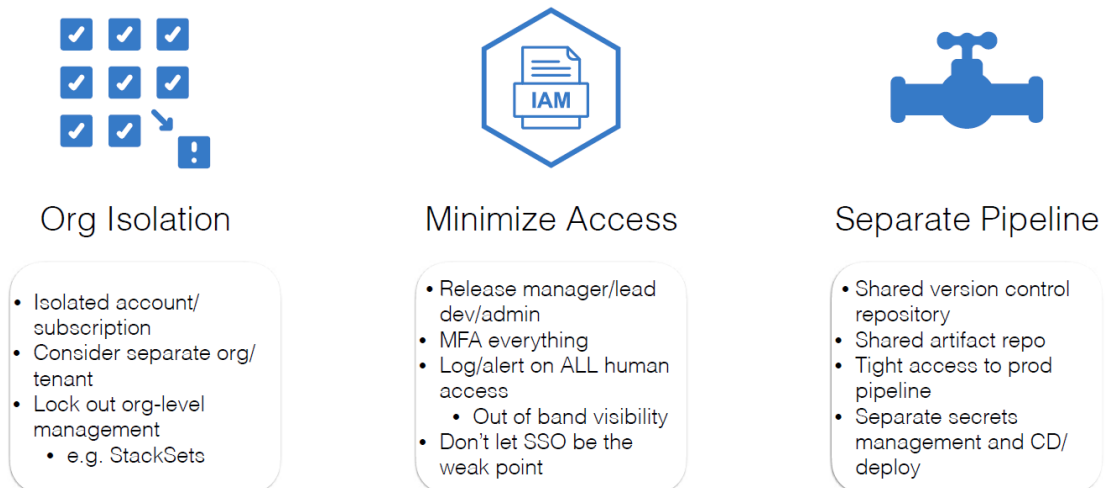 IAM
Org Isolation
• Isolated account/
subscription
• Consider separate org/
tenant
• Lock out org-level
management
• e.g. StackSets
Minimize Access
• Release manager/lead
dev/admin
• MFA everything
• Log/alert on ALL human
access
• Out of band visibility
• Don't let SSO be the
weak point
Separate Pipeline
• Shared version control
repository
• Shared artifact repo
• Tight access to prod
pipeline
• Separate secrets
management and CD/
deploy